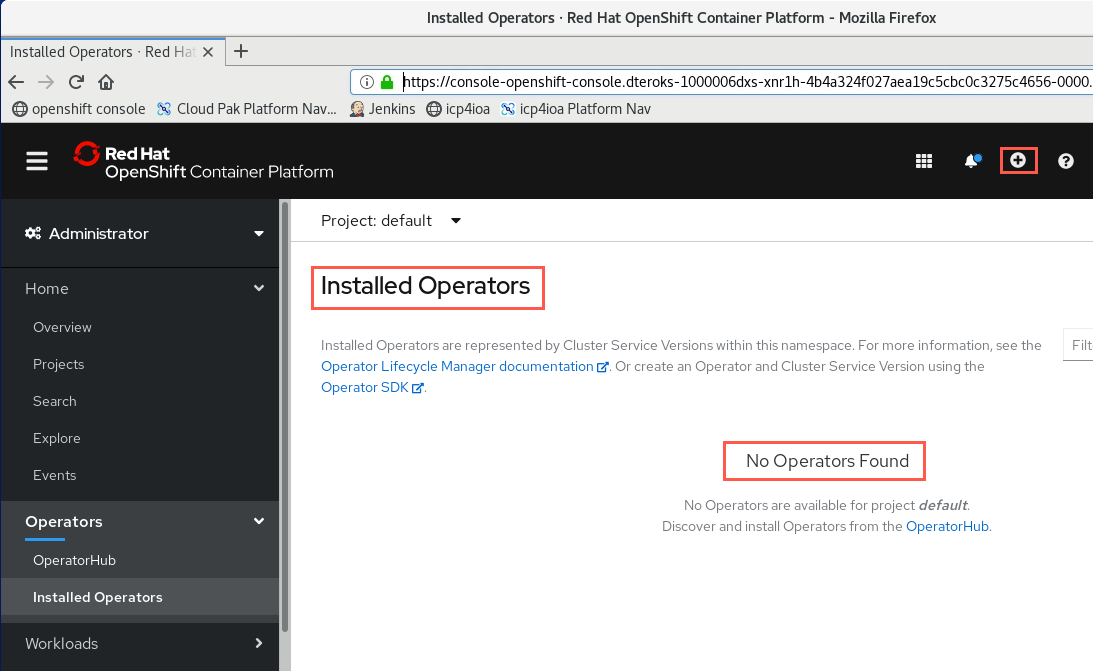 Installed Operators · Red Hat OpenShift Container Platform - Mozilla Firefox
Installed Operators · Red Hat
https://console-openshift-console.dteroks-1000006dxs-xnr1h-4b4a324f027aea19c5cbc0c3275c4656-0000.
openshift console Cloud Pak Platform Nav... Jenkins icp4ioa icp4ioa Platform Nav
Red Hat
OpenShift Container Platform
Administrator
Project: default
Home
Overview
Projects
Search
Explore
Events
Operators
OperatorHub
Installed Operators
Workloads
Installed Operators
Installed Operators are represented by Cluster Service Versions within this namespace. For more information, see the
Operator Lifecycle Manager documentation. Or create an Operator and Cluster Service Version using the
Operator SDK.
Filt
No Operators Found
No Operators are available for project default.
Discover and install Operators from the OperatorHub.